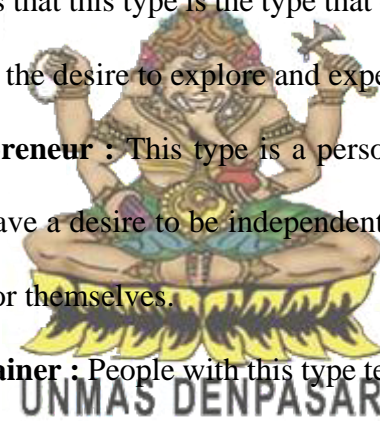 s that this type is the type that
the desire to explore and expe
reneur : This type is a perso
ave a desire to be independent
or themselves.
ainer : People with this type te
UNMAS DENPASAR